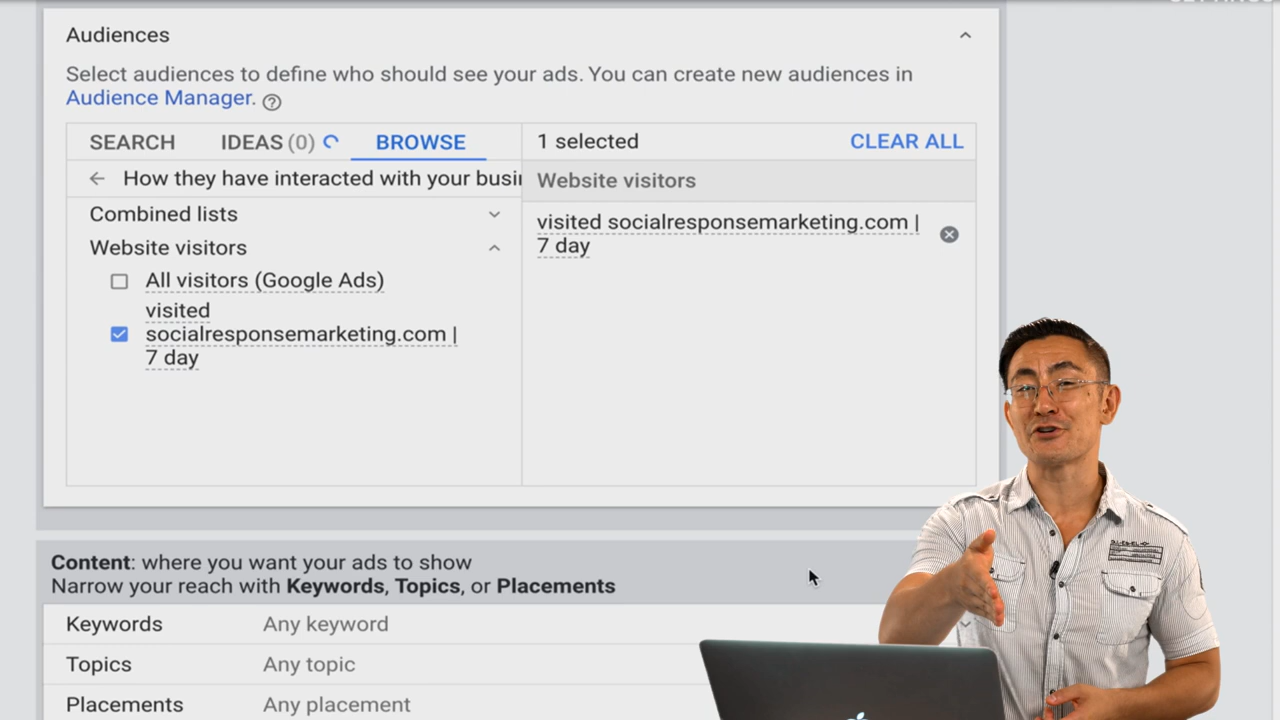 Audiences
Select audiences to define who should see your ads. You can create new audiences in
Audience Manager. ?
SEARCH IDEAS (0) BROWSE
1 selected CLEAR ALL
← How they have interacted with your busi
Website visitors
Combined lists
visited socialresponsemarketing.com |
7 day
Website visitors
All visitors (Google Ads)
visited
socialresponsemarketing.com |
7 day
Content: where you want your ads to show
Narrow your reach with Keywords, Topics, or Placements
Keywords Any keyword
Topics Any topic
Placements Any placement